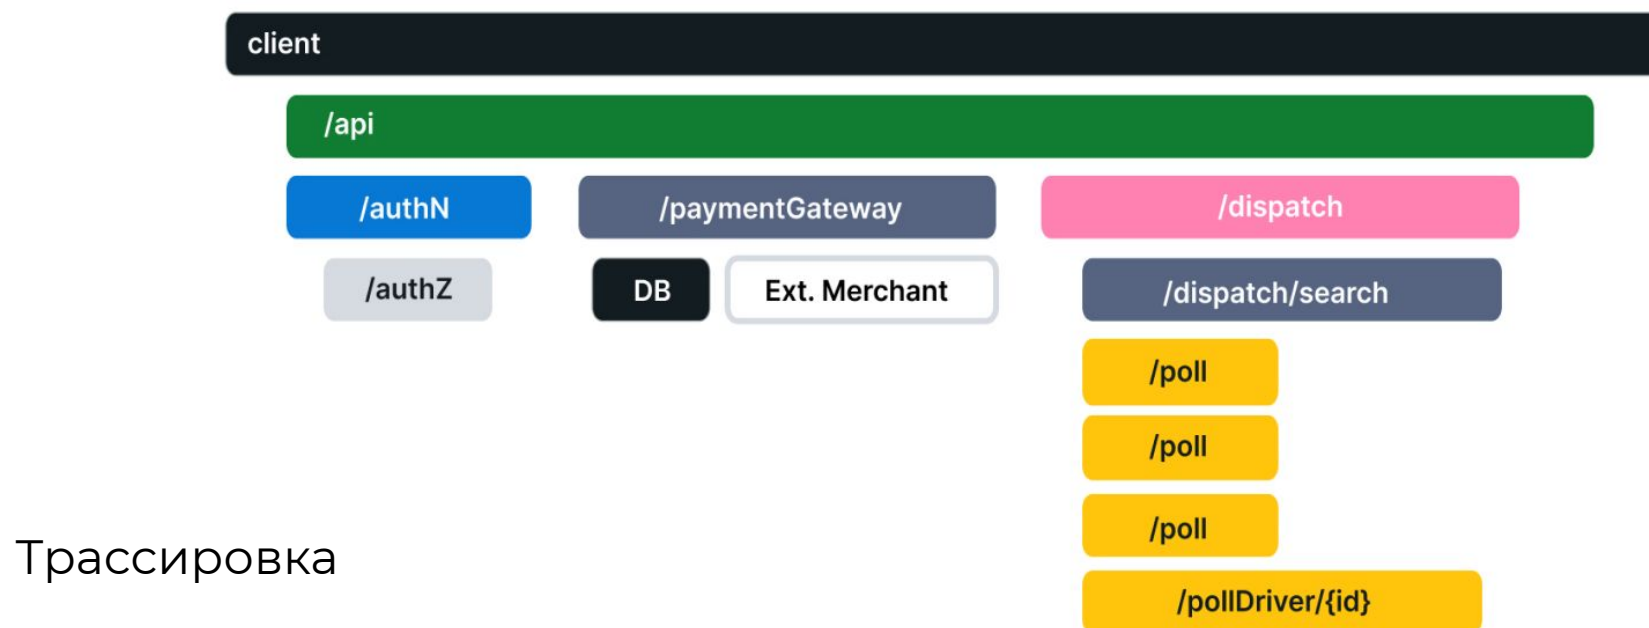 client
/api
/authN
/paymentGateway
/dispatch
/authZ
DB
Ext. Merchant
/dispatch/search
/poll
/poll
/poll
Трассировка
/pollDriver/{id}